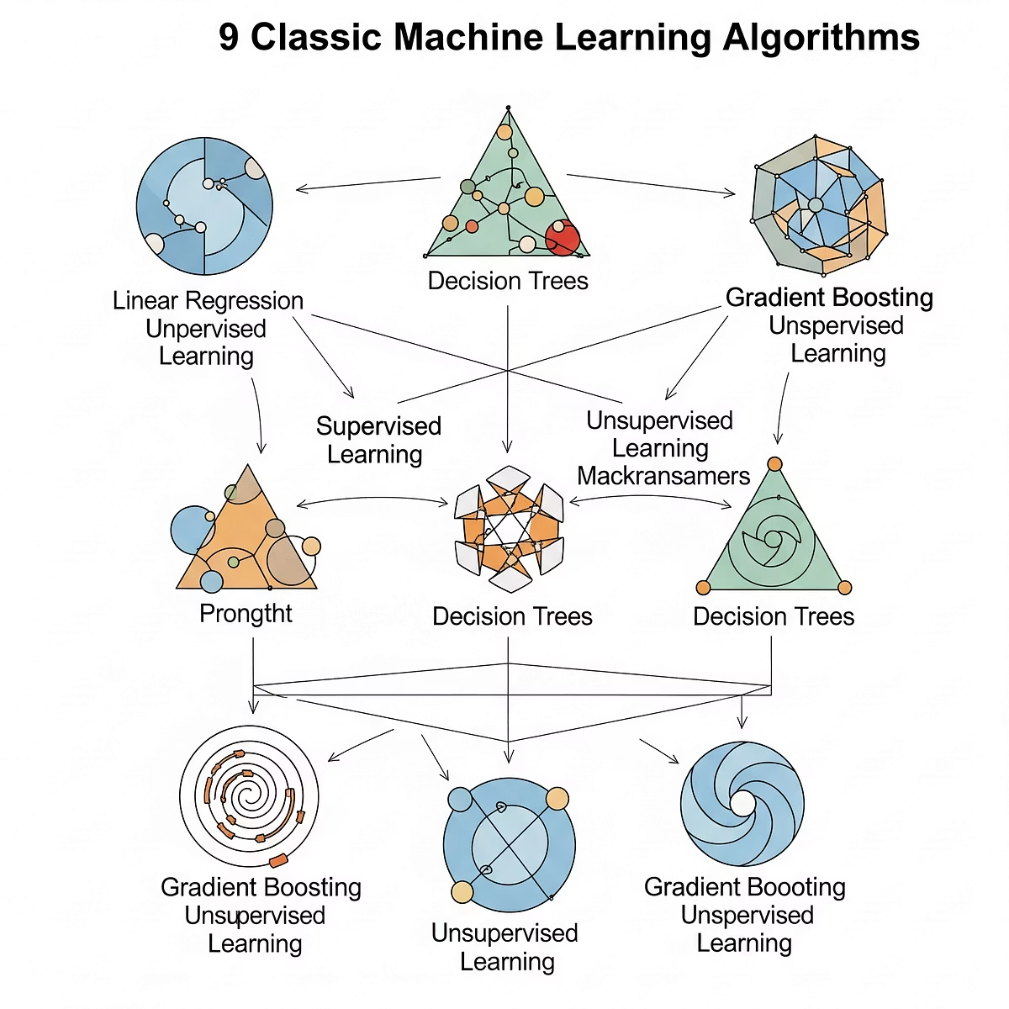 9 Classic Machine Learning Algorithms
Decision Trees
Linear Regression
Unpervised
Learning
Gradient Boosting
Unspervised
Learning
Supervised
Learning
Unsupervised
Learning
Mackransamers
Prongtht
Decision Trees
Decision Trees
Gradient Boosting
Unsupervised
Learning
Unsupervised
Learning
Gradient Boooting
Unspervised
Learning